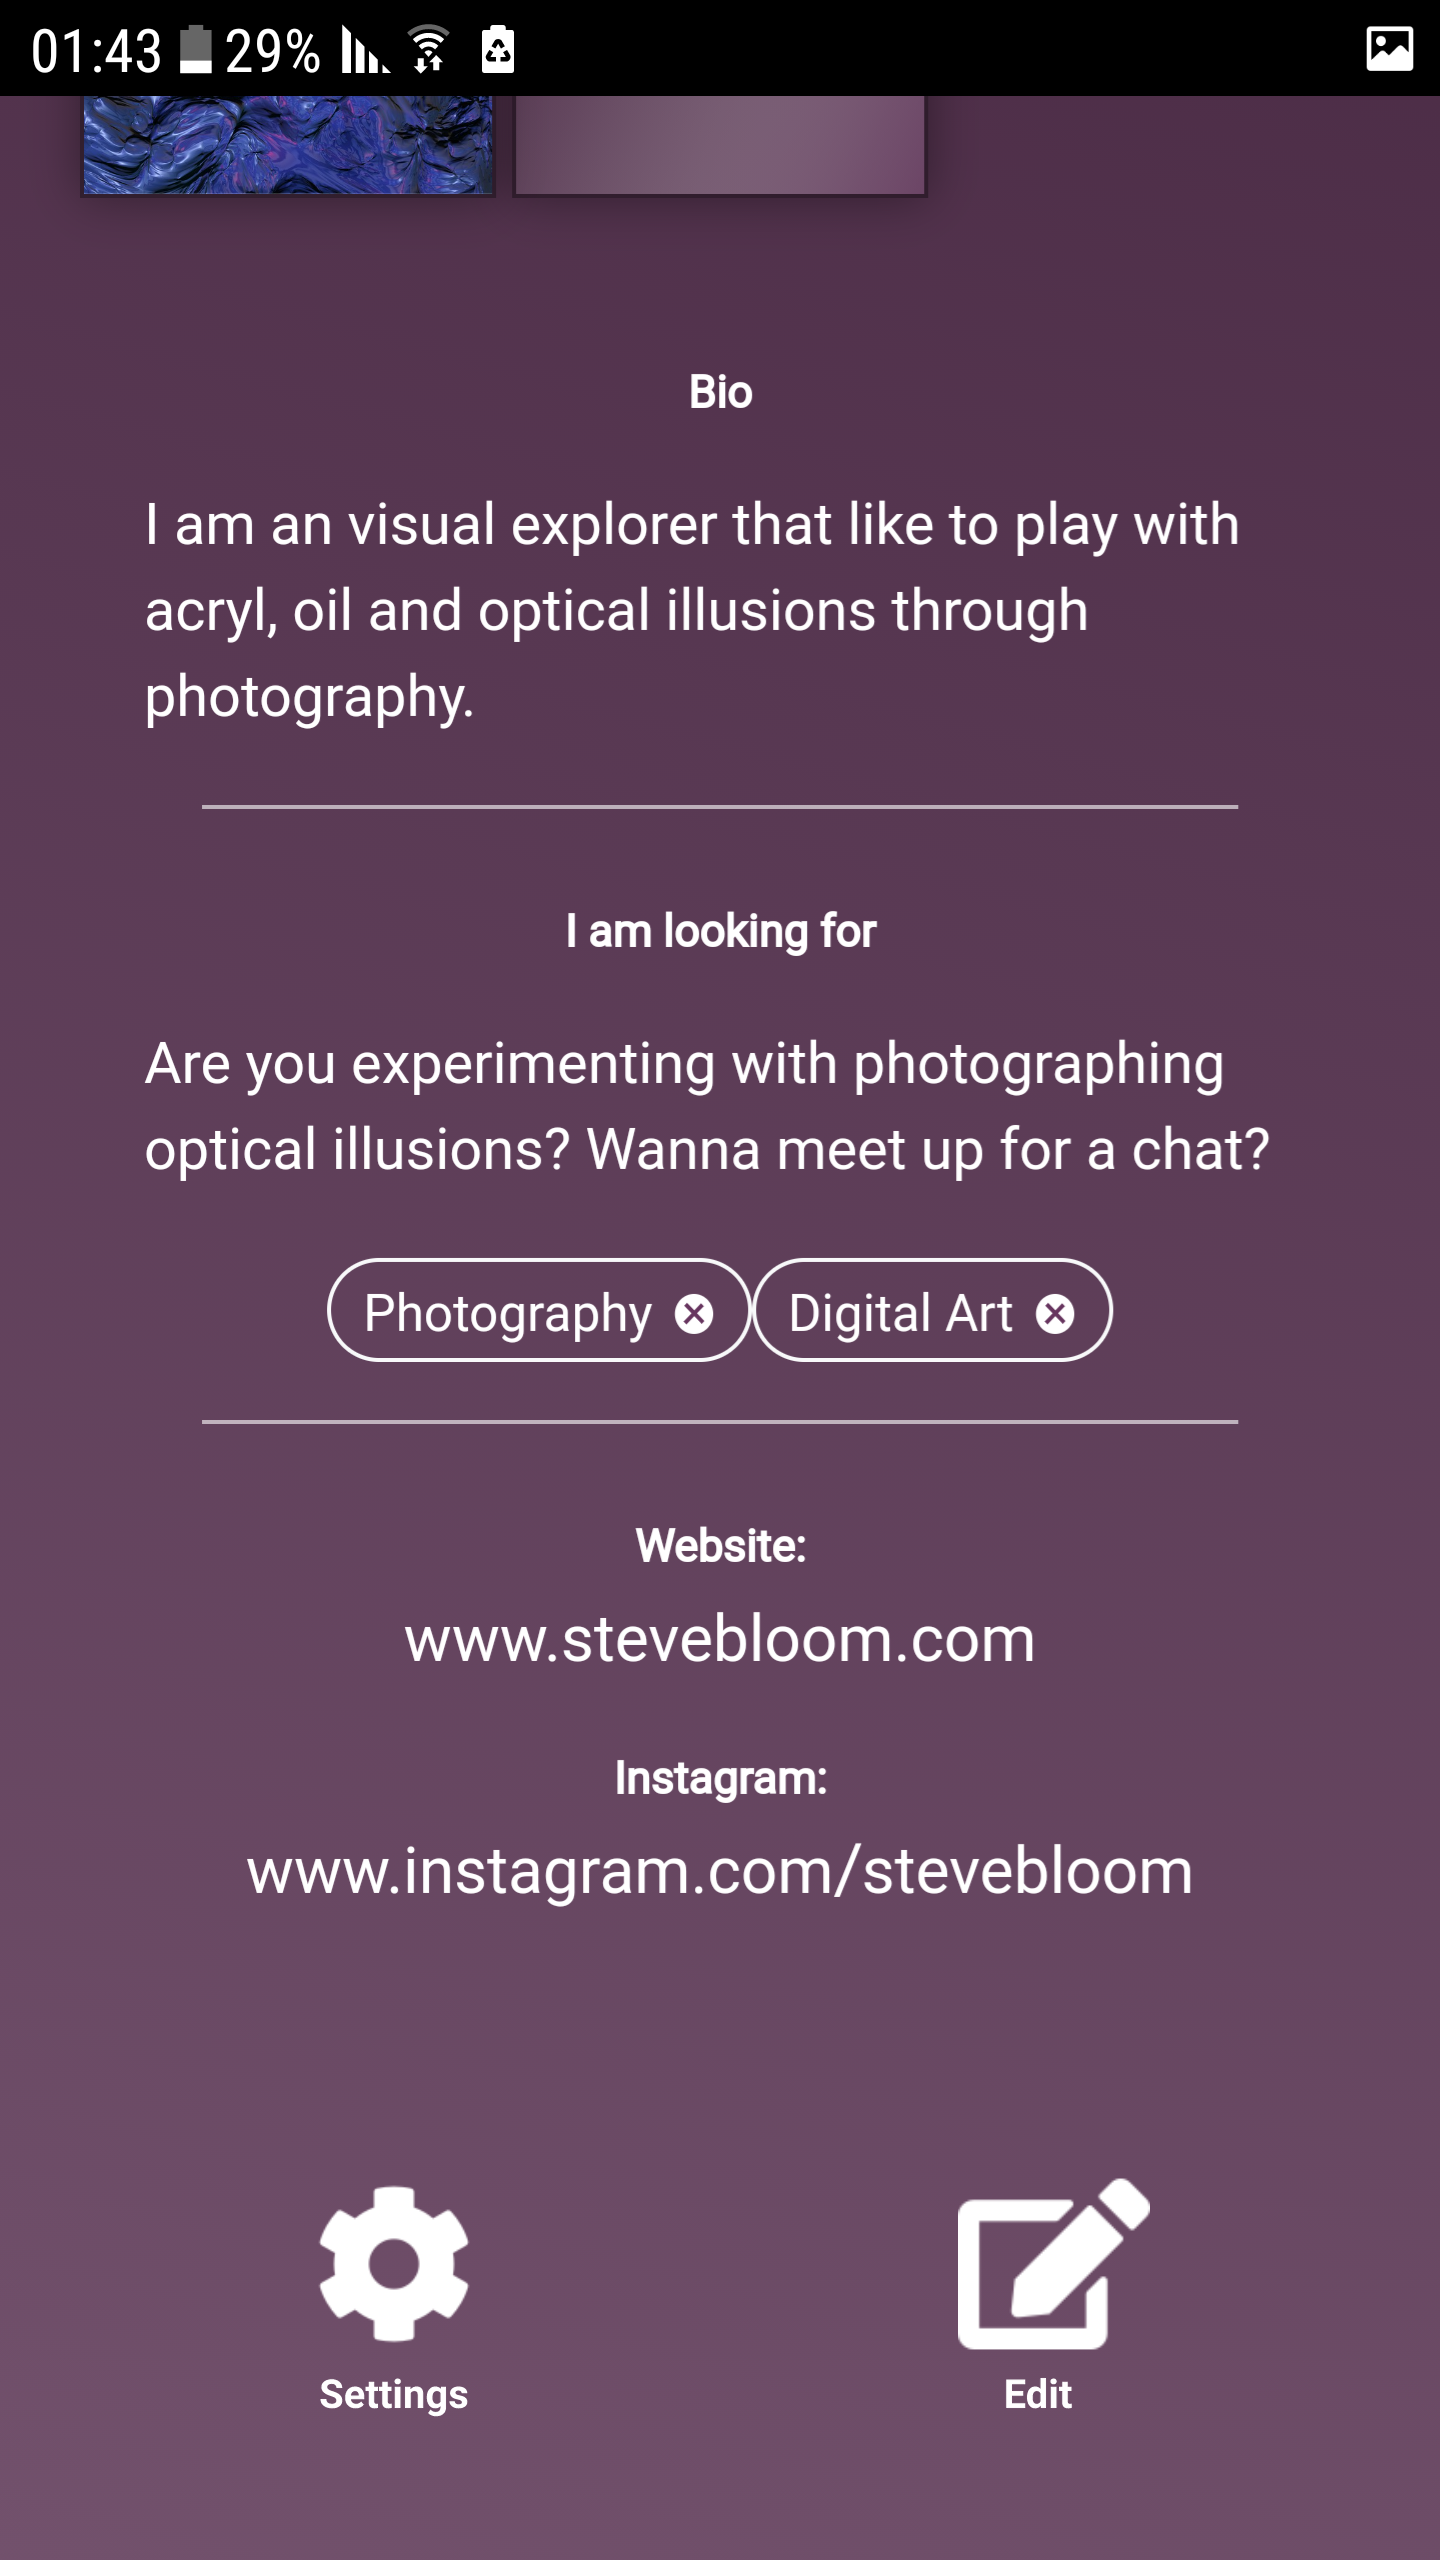 01:43 29%
Bio
I am an visual explorer that like to play with
acryl, oil and optical illusions through
photography.
I am looking for
Are you experimenting with photographing
optical illusions? Wanna meet up for a chat?
Photography Digital Art
Website:
www.stevebloom.com
Instagram:
www.instagram.com/stevebloom
Settings Edit